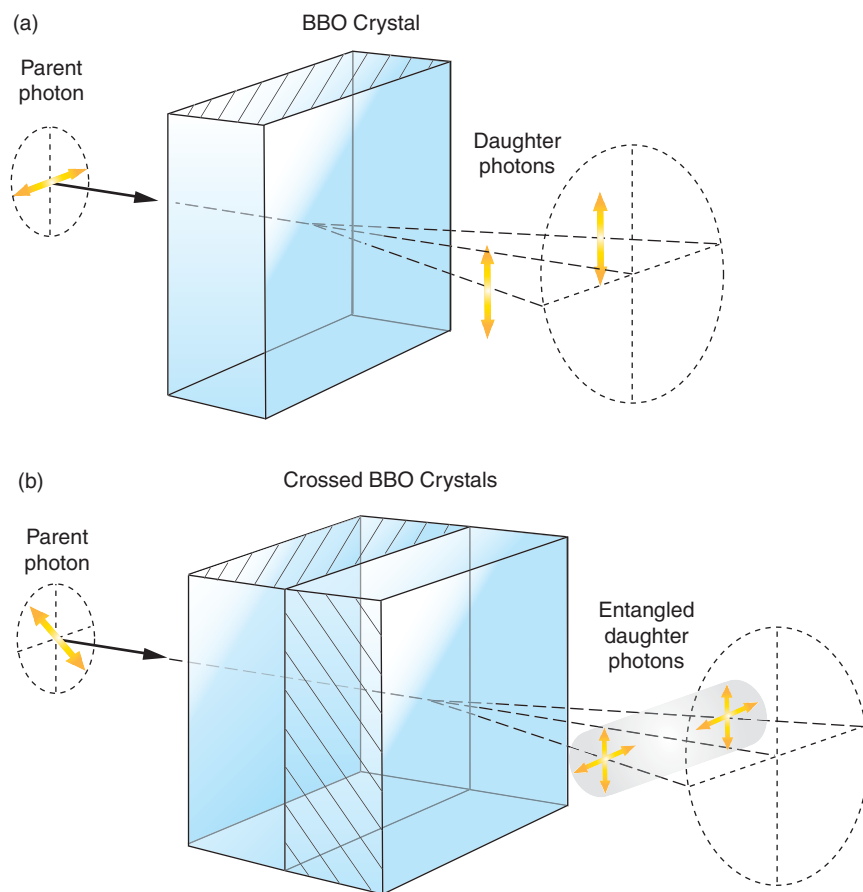 (a)
BBO Crystal
Parent
photon
Daughter
photons
(b)
Crossed BBO Crystals
Parent
photon
Entangled
daughter
photons